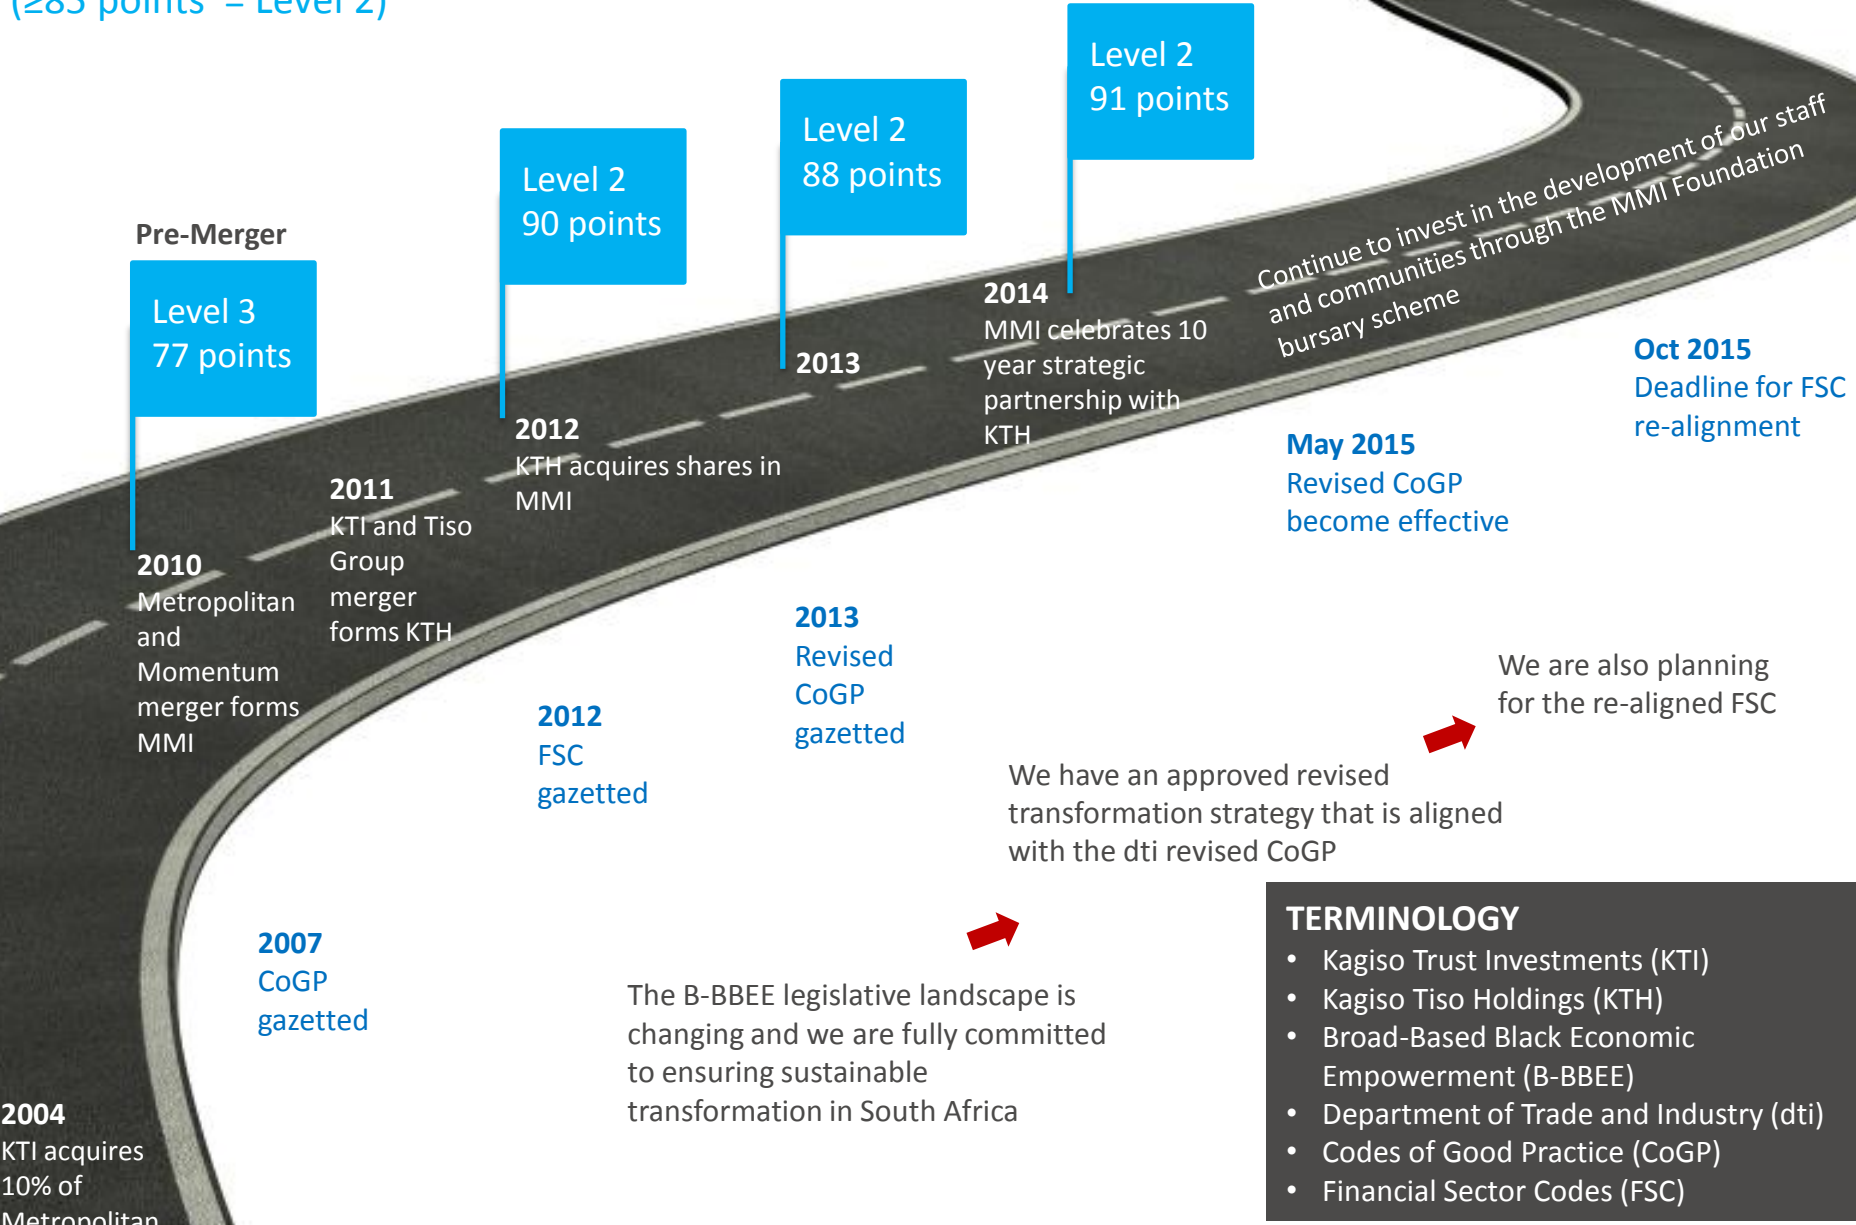 (≥85 points = Level 2)
Level 2
91 points
Level 2
88 points
Level 2
90 points
Pre-Merger
Level 3
77 points
2004
KTI acquires
10% of
Metropolitan
2010
Metropolitan
and
Momentum
merger forms
MMI
2011
KTI and Tiso
Group
merger
forms KTH
2012
KTH acquires shares in
MMI
2013
2014
MMI celebrates 10
year strategic
partnership with
KTH
Continue to invest in the development of our staff
and communities through the MMI Foundation
bursary scheme
2007
CoGP
gazetted
2012
FSC
gazetted
2013
Revised
CoGP
gazetted
May 2015
Revised CoGP
become effective
Oct 2015
Deadline for FSC
re-alignment
The B-BBEE legislative landscape is
changing and we are fully committed
to ensuring sustainable
transformation in South Africa
We have an approved revised
transformation strategy that is aligned
with the dti revised CoGP
We are also planning
for the re-aligned FSC
TERMINOLOGY
• Kagiso Trust Investments (KTI)
• Kagiso Tiso Holdings (KTH)
• Broad-Based Black Economic
Empowerment (B-BBEE)
• Department of Trade and Industry (dti)
• Codes of Good Practice (CoGP)
• Financial Sector Codes (FSC)